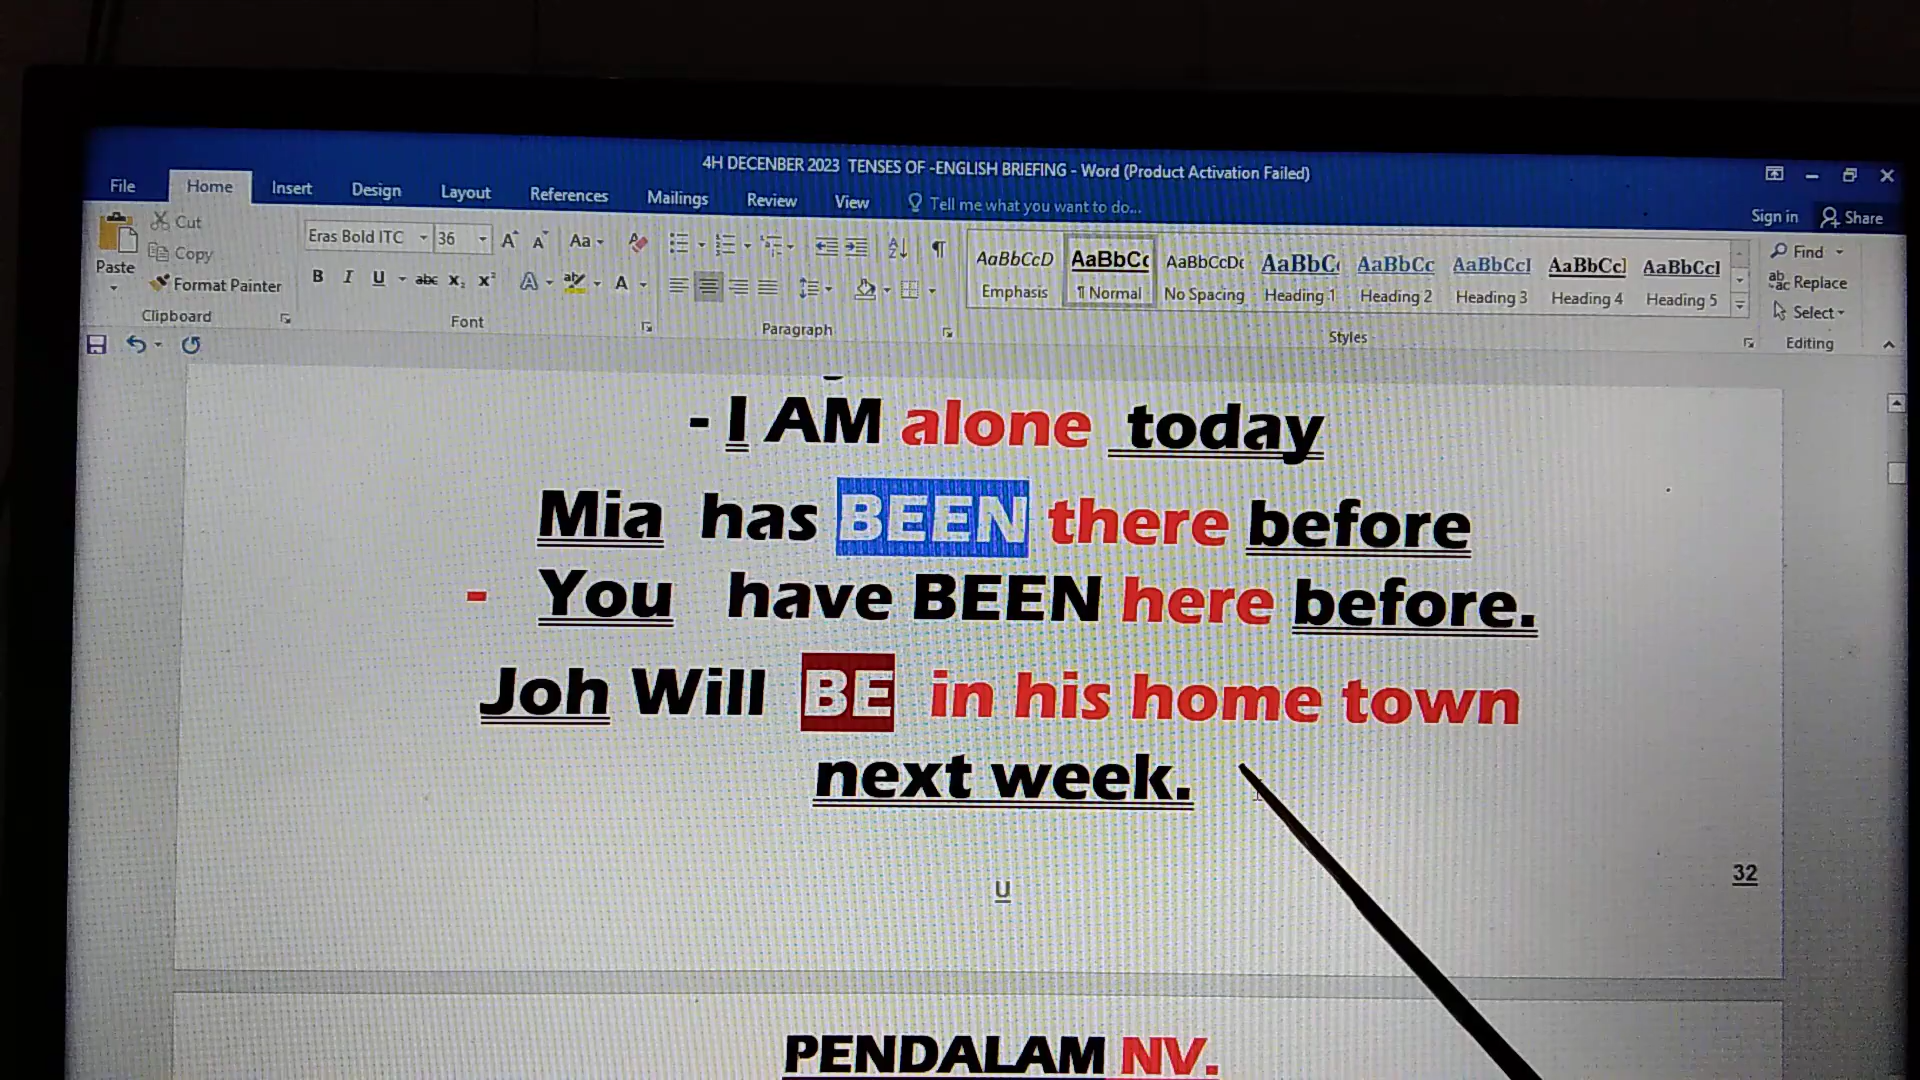 4H DECENBER 2023  TENSES OF -ENGLISH BRIEFING - Word (Product Activation Failed)
File Home Insert Design Layout References Mailings Review View Tell me what you want to do... Sign in Share
Cut
Copy
Paste
Format Painter
Clipboard
Eras Bold ITC 36
Font
Paragraph
AaBbCcD AaBbCc AaBbCcDc AaBbC AaBbCc AaBbCcI AaBbCc] AaBbCcl
Emphasis ¶ Normal No Spacing Heading 1 Heading 2 Heading 3 Heading 4 Heading 5
Styles
Find
Replace
Select
Editing
- I AM alone today
Mia has BEEN there before
- You have BEEN here before.
Joh Will BE in his home town
next week.
32
U
PENDALAM NV.